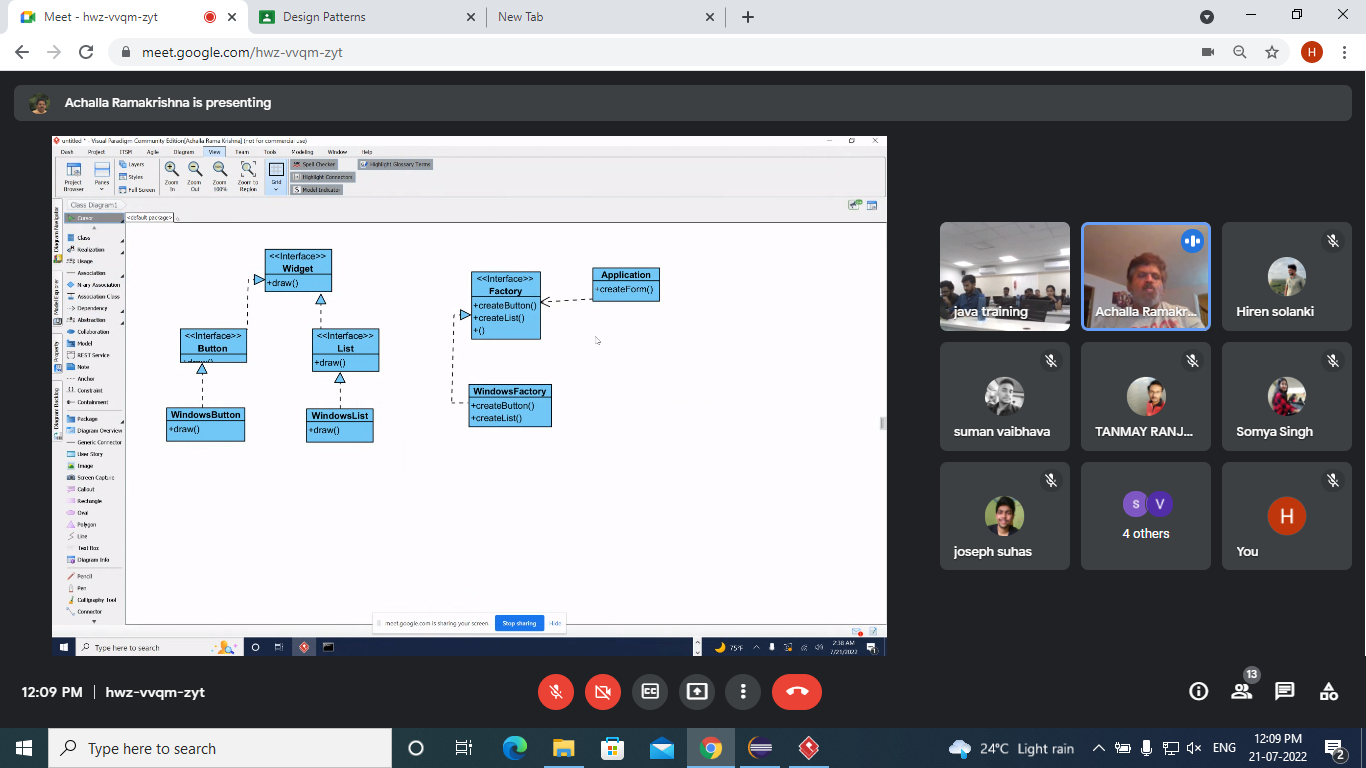 Meet - hwz-vvqm-zyt
Design Patterns
New Tab
meet.google.com/hwz-vvqm-zyt
H
Achalla Ramakrishna is presenting
untitled * - Visual Paradigm Community Edition[Achalla Rama Krishna] (not for commercial use)
Dash Project ITSM Agile Diagram View Team Tools Modeling Window Help
Project Browser
Panes
Layers
Styles
Full Screen
Zoom In
Zoom Out
Zoom 100%
Zoom to Region
Grid
Spell Checker
Highlight Connectors
Model Indicator
Highlight Glossary Terms
Class Diagram1
Cursor
<default package>
Diagram Navigator
Model Explorer
Property
Diagram Backlog
Class
Realization
Usage
Association
N-ary Association
Association Class
Dependency
Abstraction
Collaboration
Model
REST Service
Note
Anchor
Constraint
Containment
Package
Diagram Overview
Generic Connector
User Story
Image
Screen Capture
Callout
Rectangle
Oval
Polygon
Line
Text Box
Diagram Info
Pencil
Pen
Calligraphy Tool
Connector
<<Interface>>
Widget
+draw()
<<Interface>>
Button
+draw()
<<Interface>>
List
+draw()
WindowsButton
+draw()
WindowsList
+draw()
<<Interface>>
Factory
+createButton()
+createList()
+()
Application
+createForm()
WindowsFactory
+createButton()
+createList()
meet.google.com is sharing your screen.
Stop sharing
Hide
Type here to search
75°F
2:38 AM
7/21/2022
java training
Achalla Ramakr...
Hiren solanki
suman vaibhava
TANMAY RANJ...
Somya Singh
joseph suhas
S V
4 others
H
You
12:09 PM | hwz-vvqm-zyt
CC
13
Type here to search
24°C Light rain
ENG
12:09 PM
21-07-2022
2